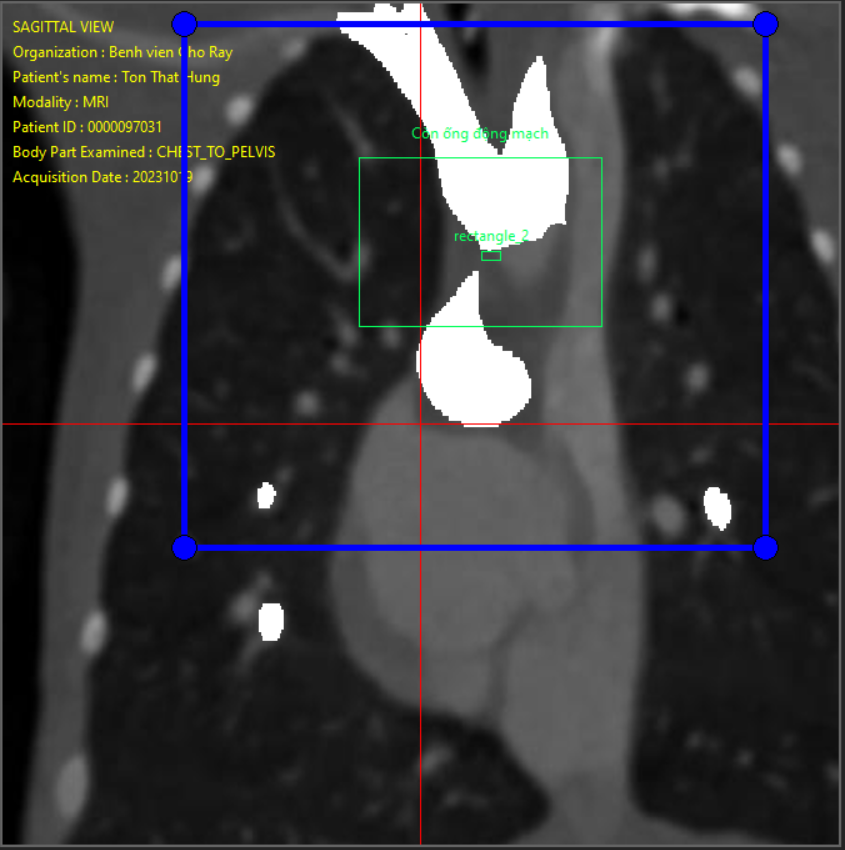 SAGITTAL VIEW
Organization : Benh vien Cho Ray
Patient's name : Ton That Hung
Modality : MRI
Patient ID : 0000097031
Body Part Examined : CHEST_TO_PELVIS
Acquisition Date : 20231019
Còn ống động mạch
rectangle_2